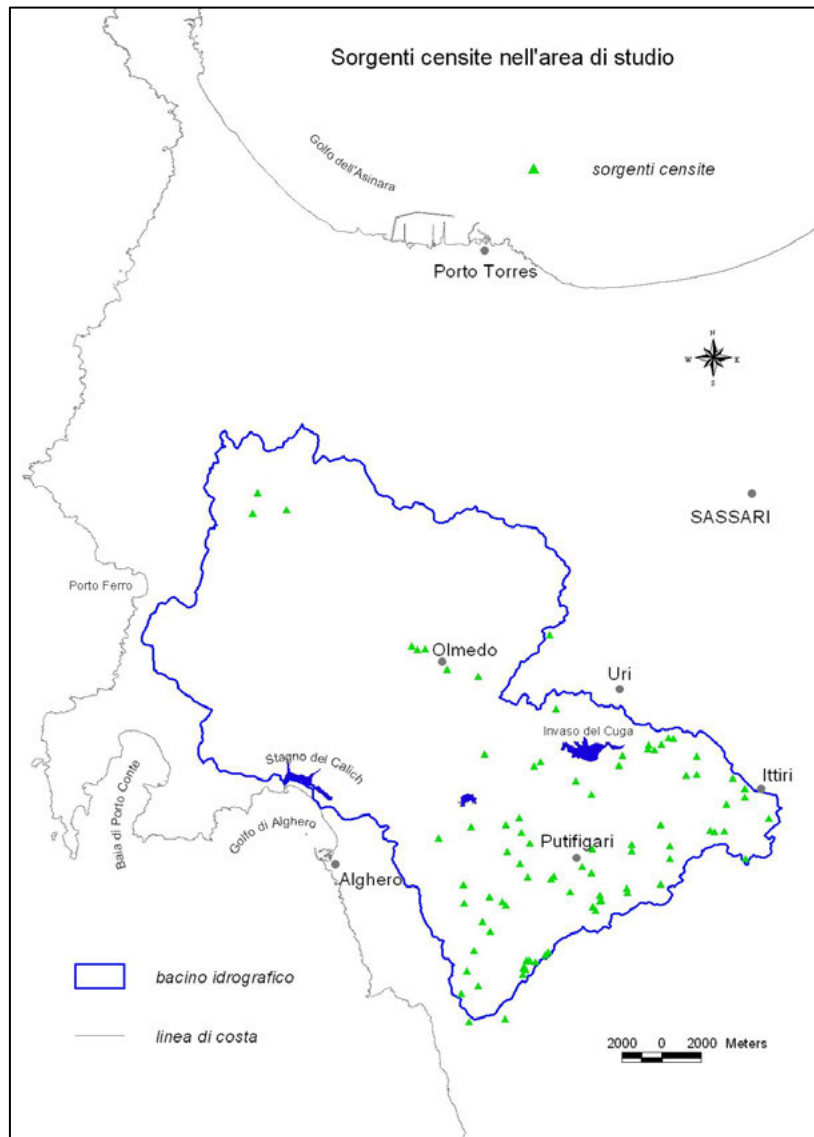 Sorgenti censite nell'area di studio
Golfo dell'Asinara
sorgenti censite
Porto Torres
N
W E
S
SASSARI
Porto Ferro
Olmedo
Uri
Invaso del Cuga
Stagno del Calich
Ittiri
Baia di Porto Conte
Golfo di Alghero
Putifigari
Alghero
bacino idrografico
linea di costa
2000 0 2000 Meters